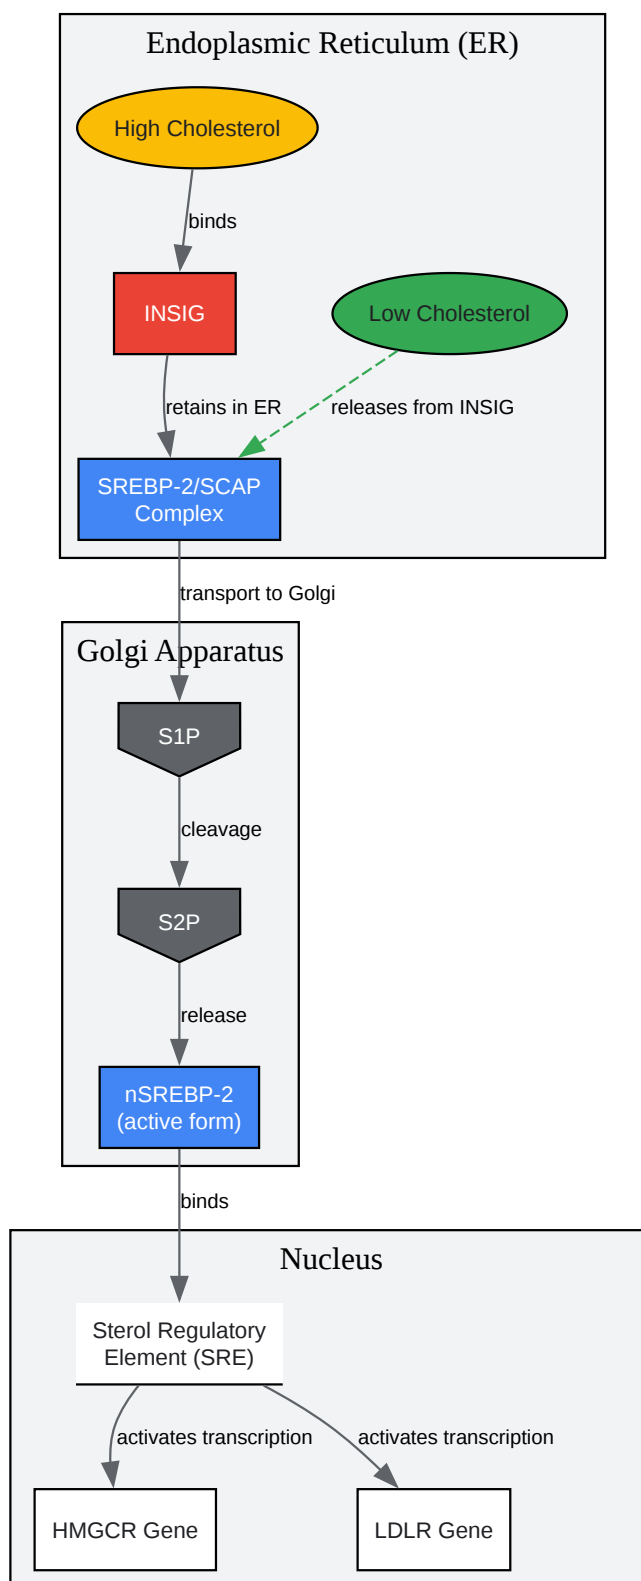 Endoplasmic Reticulum (ER)
High Cholesterol
binds
INSIG
Low Cholesterol
retains in ER
releases from INSIG
SREBP-2/SCAP
Complex
transport to Golgi
Golgi Apparatus
S1P
cleavage
S2P
release
nSREBP-2
(active form)
binds
Nucleus
Sterol Regulatory
Element (SRE)
activates transcription
activates transcription
HMGCR Gene
LDLR Gene